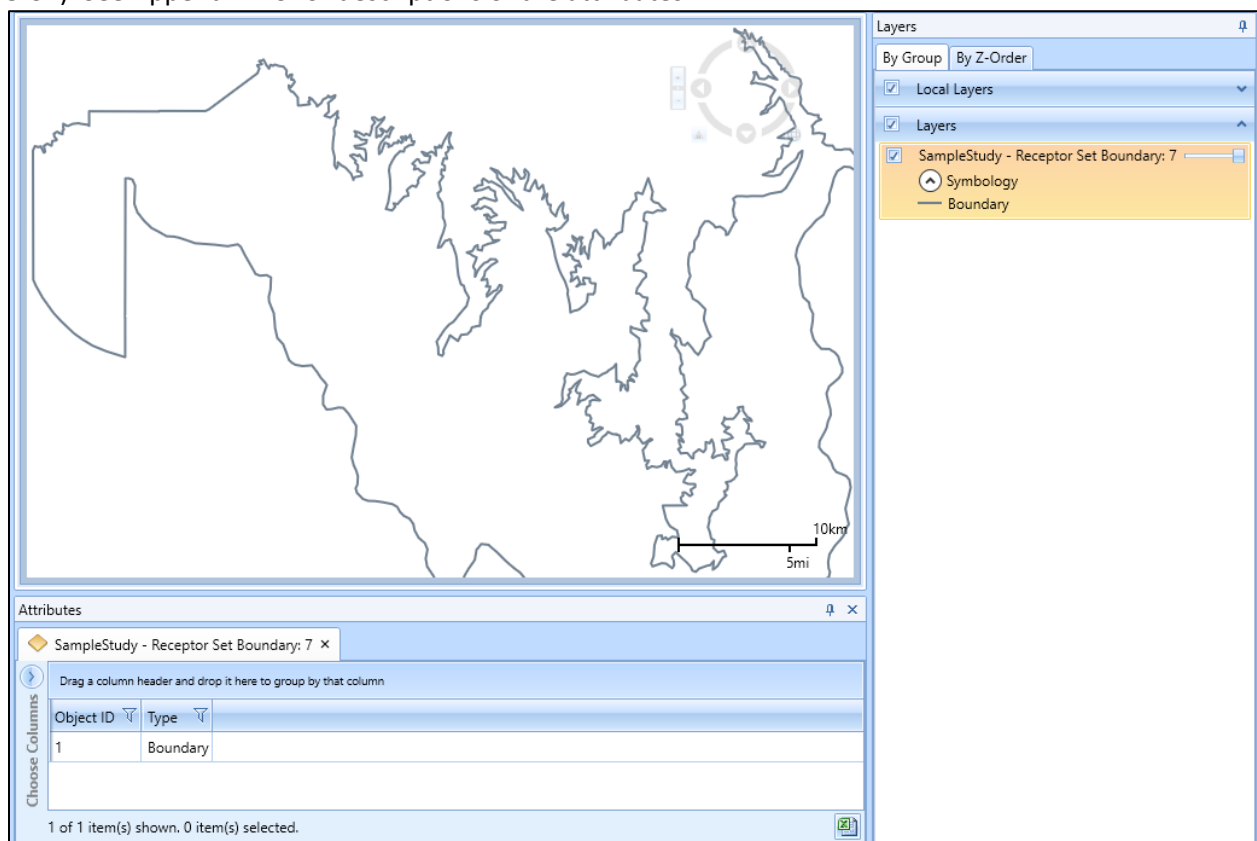 Layers
By Group By Z-Order
Local Layers
Layers
SampleStudy - Receptor Set Boundary: 7
Symbology
Boundary
10km
5mi
Attributes
SampleStudy - Receptor Set Boundary: 7
Drag a column header and drop it here to group by that column
Choose Columns
Object ID Type
1 Boundary
1 of 1 item(s) shown. 0 item(s) selected.